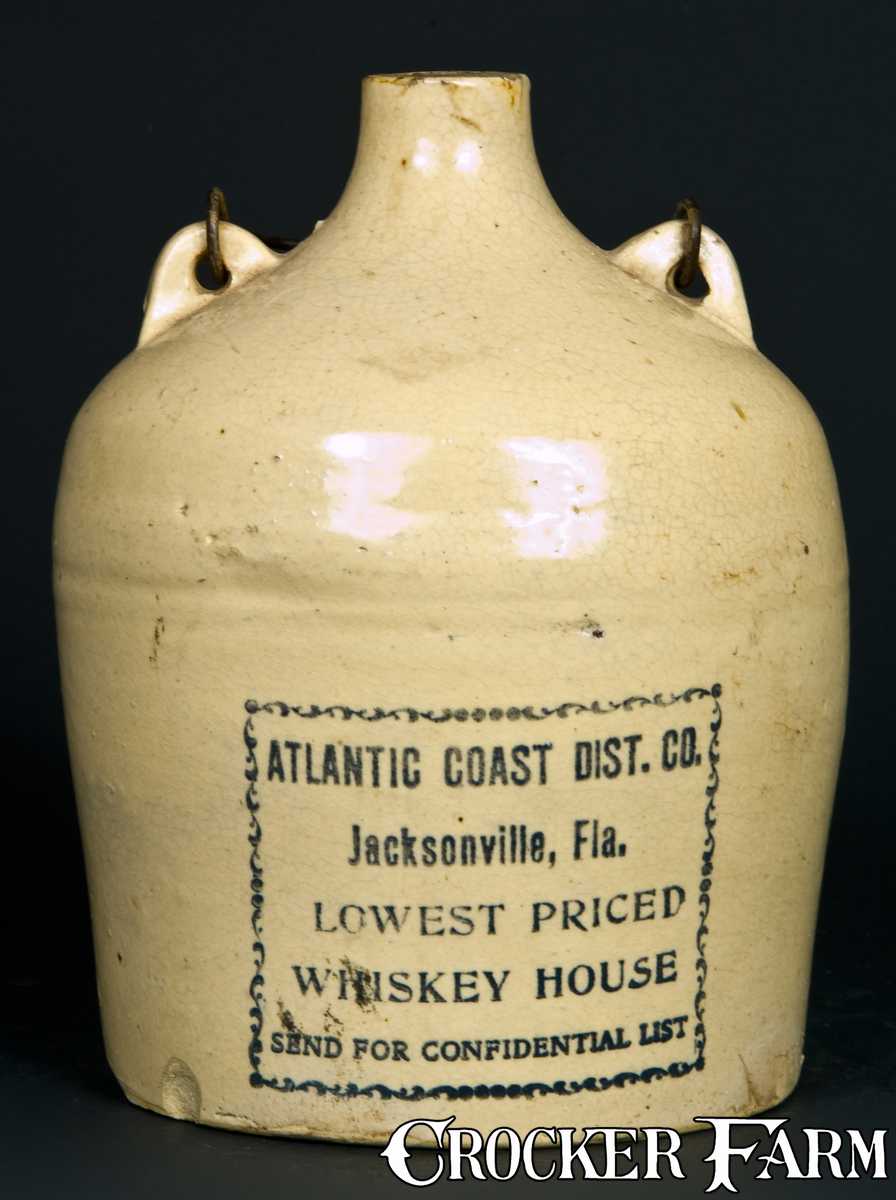 ATLANTIC COAST DIST. CO.
Jacksonville, Fla.
LOWEST PRICED
WHISKEY HOUSE
SEND FOR CONFIDENTIAL LIST
CROCKER FARM